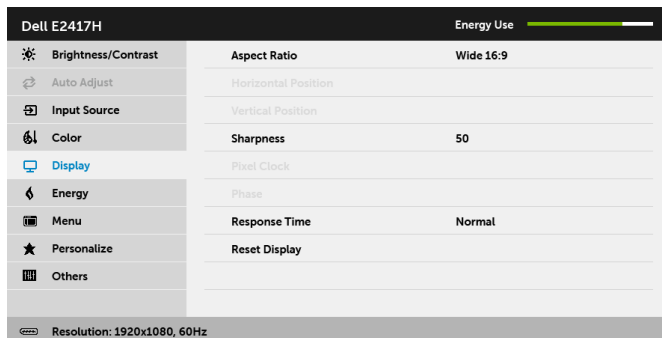 Dell E2417H Energy Use
Brightness/Contrast Aspect Ratio Wide 16:9
Auto Adjust Horizontal Position
Input Source Vertical Position
Color Sharpness 50
Display Pixel Clock
Energy Phase
Menu Response Time Normal
Personalize Reset Display
Others
Resolution: 1920x1080, 60Hz